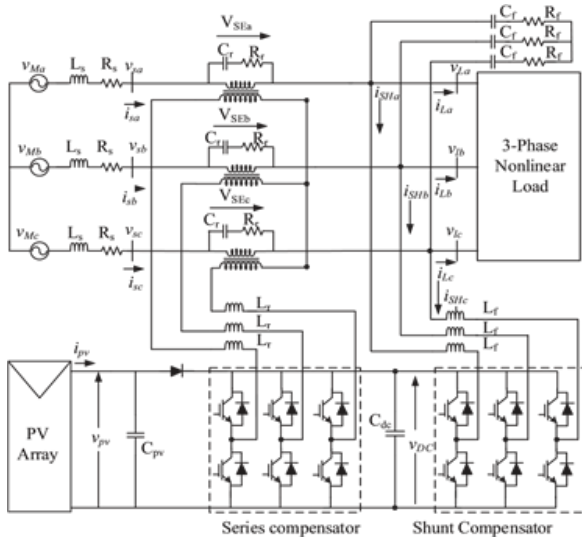 V_SEa
C_f R_f
C_f R_f
C_f R_f
v_Ma L_s R_s v_sa C_r R_f v_La
i_sa i_SHa i_La
V_SEb
v_Mb L_s R_s v_sb C_r R_r v_lb
i_sb i_SHb i_Lb
3-Phase
Nonlinear
Load
V_SEc
v_Mc L_s R_s v_sc C_r R_r v_lc
i_sc i_Lc
i_SHc
L_r L_f
L_r L_f
L_r L_f
i_pv
PV
Array
v_pv C_pv C_dc v_DC
Series compensator Shunt Compensator